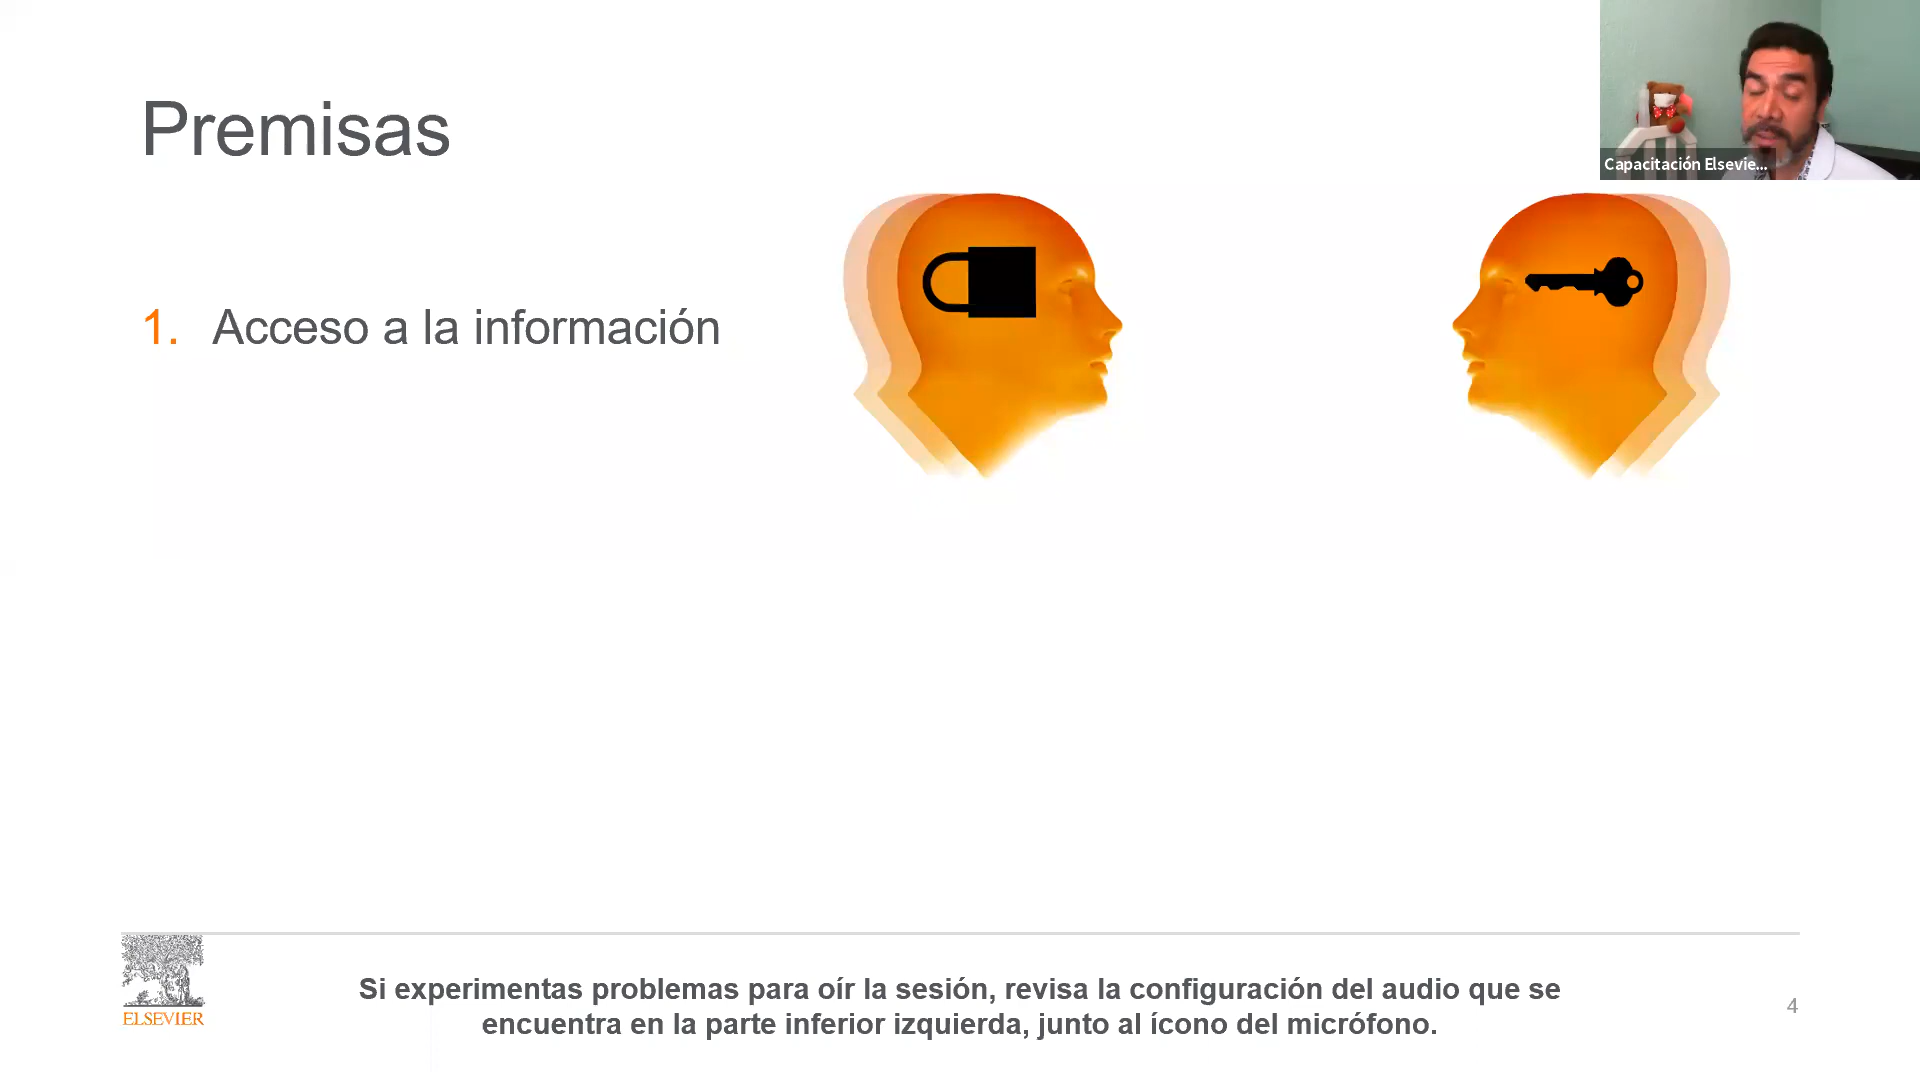 Premisas
Capacitación Elsevie...
1. Acceso a la información
Si experimentas problemas para oír la sesión, revisa la configuración del audio que se
encuentra en la parte inferior izquierda, junto al ícono del micrófono.
ELSEVIER
4